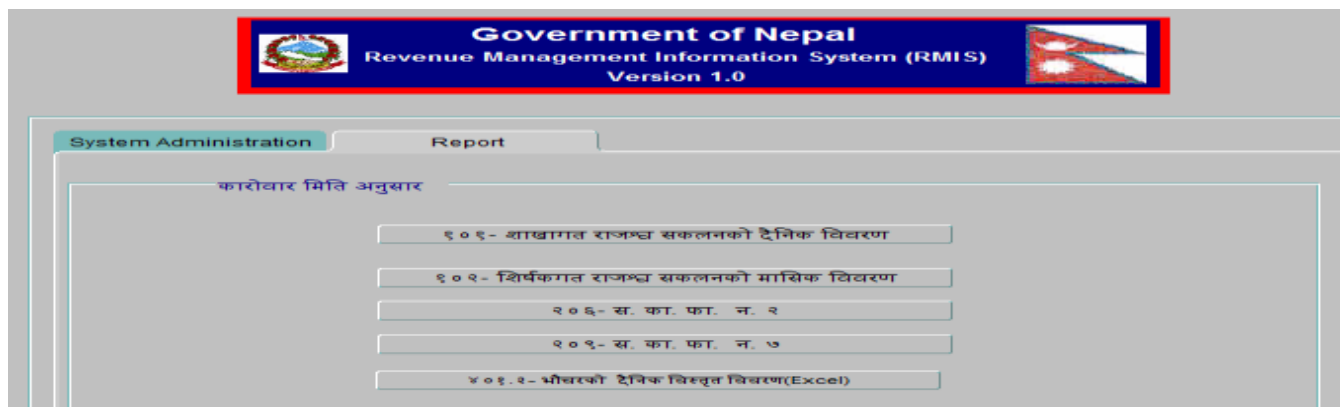 Government of Nepal
Revenue Management Information System (RMIS)
Version 1.0
System Administration Report
कारोवार मिति अनुसार
१०१- शाखागत राजश्व सकलनको दैनिक विवरण
१०२- शिर्षकगत राजश्व सकलनको मासिक विवरण
२०६- स. का. फा. न. २
२०९- स. का. फा. न. ७
४०१.२- भौचरको दैनिक विस्तृत विवरण(Excel)